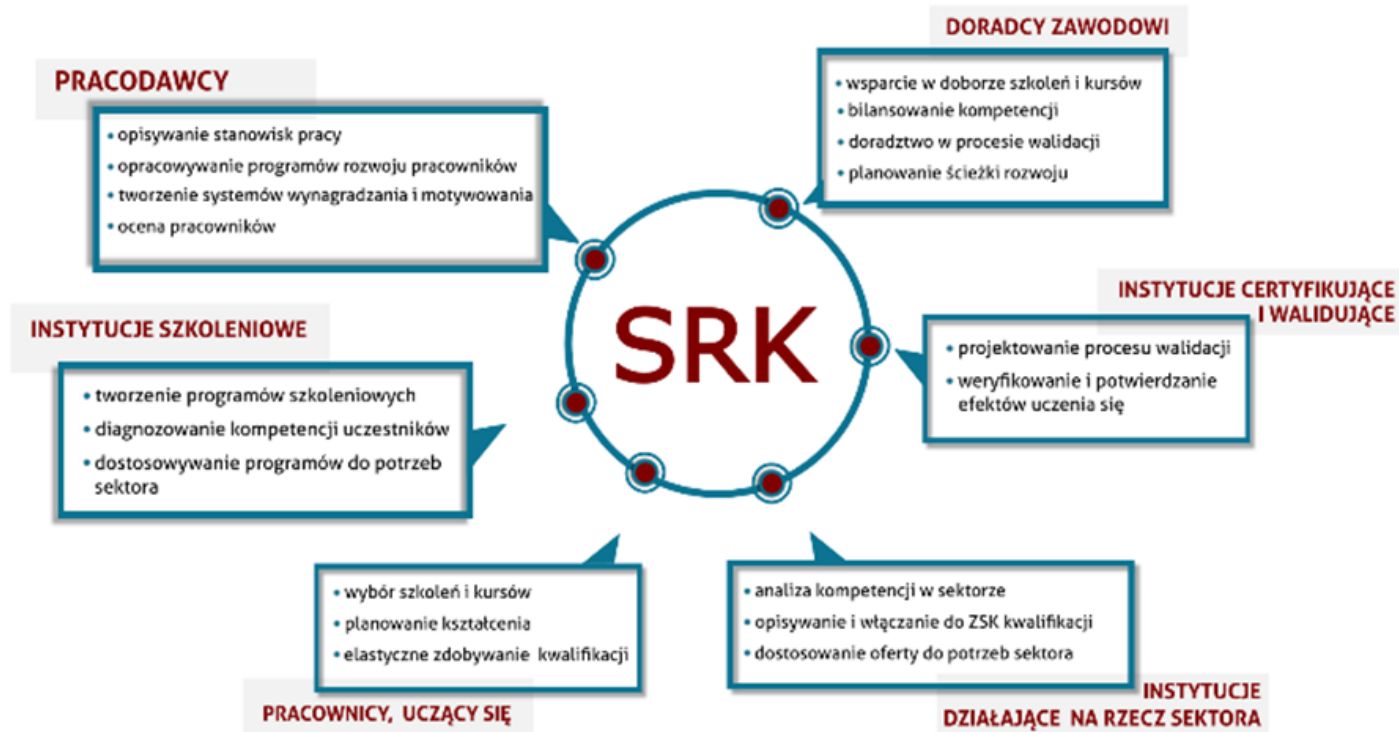 DORADCY ZAWODOWI
• wsparcie w doborze szkoleń i kursów
• bilansowanie kompetencji
• doradztwo w procesie walidacji
• planowanie ścieżki rozwoju
PRACODAWCY
• opisywanie stanowisk pracy
• opracowywanie programów rozwoju pracowników
• tworzenie systemów wynagradzania i motywowania
• ocena pracowników
SRK
INSTYTUCJE CERTYFIKUJĄCE
I WALIDUJĄCE
• projektowanie procesu walidacji
• weryfikowanie i potwierdzanie
efektów uczenia się
INSTYTUCJE SZKOLENIOWE
• tworzenie programów szkoleniowych
• diagnozowanie kompetencji uczestników
• dostosowywanie programów do potrzeb
sektora
• wybór szkoleń i kursów
• planowanie kształcenia
• elastyczne zdobywanie kwalifikacji
PRACOWNICY, UCZĄCY SIĘ
• analiza kompetencji w sektorze
• opisywanie i włączanie do ZSK kwalifikacji
• dostosowanie oferty do potrzeb sektora
INSTYTUCJE
DZIAŁAJĄCE NA RZECZ SEKTORA